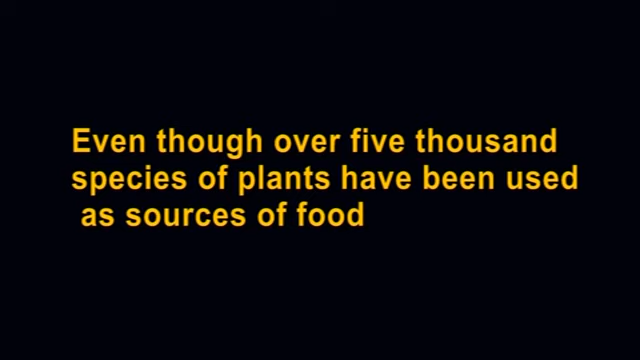 Even though over five thousand
species of plants have been used
as sources of food